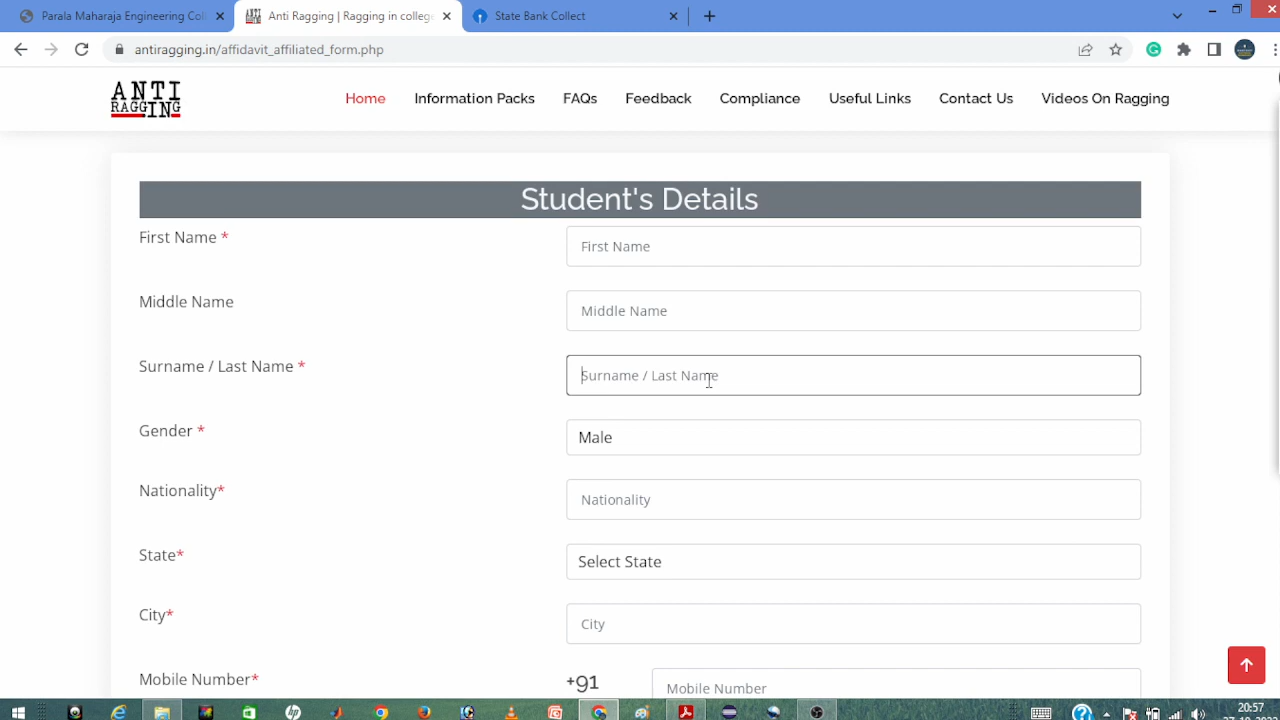 Parala Maharaja Engineering Col
Anti Ragging | Ragging in college
State Bank Collect
antiragging.in/affidavit_affiliated_form.php
ANTI
RAGGING
Home
Information Packs
FAQs
Feedback
Compliance
Useful Links
Contact Us
Videos On Ragging
Student's Details
First Name *
First Name
Middle Name
Middle Name
Surname / Last Name *
Surname / Last Name
Gender *
Male
Nationality*
Nationality
State*
Select State
City*
City
Mobile Number*
+91
Mobile Number
20:57